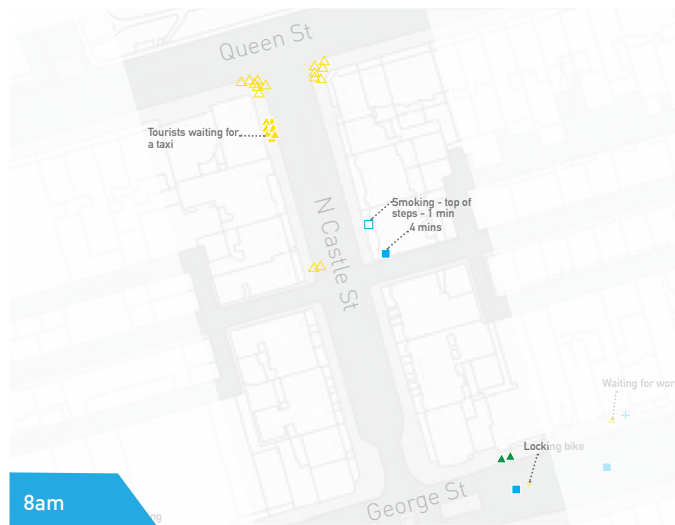 Queen St
Tourists waiting for
a taxi
Smoking - top of
steps - 1 min
4 mins
N Castle St
Waiting for wor
Locking bike
George St
8am
ng